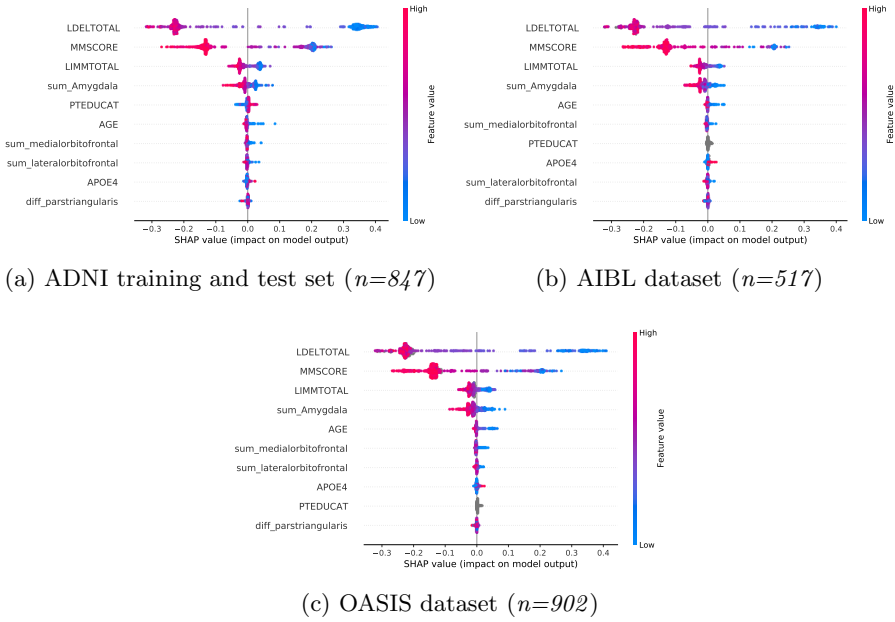 LDELTOTAL
MMSCORE
LIMMTOTAL
sum_Amygdala
PTEDUCAT
AGE
sum_medialorbitofrontal
sum_lateralorbitofrontal
APOE4
diff_parstriangularis
−0.3 −0.2 −0.1 0.0 0.1 0.2 0.3 0.4
SHAP value (impact on model output)
High
Feature value
Low
(a) ADNI training and test set (n=847)
LDELTOTAL
MMSCORE
LIMMTOTAL
sum_Amygdala
AGE
sum_medialorbitofrontal
PTEDUCAT
APOE4
sum_lateralorbitofrontal
diff_parstriangularis
−0.3 −0.2 −0.1 0.0 0.1 0.2 0.3 0.4
SHAP value (impact on model output)
High
Feature value
Low
(b) AIBL dataset (n=517)
LDELTOTAL
MMSCORE
LIMMTOTAL
sum_Amygdala
AGE
sum_medialorbitofrontal
sum_lateralorbitofrontal
APOE4
PTEDUCAT
diff_parstriangularis
−0.3 −0.2 −0.1 0.0 0.1 0.2 0.3 0.4
SHAP value (impact on model output)
High
Feature value
Low
(c) OASIS dataset (n=902)